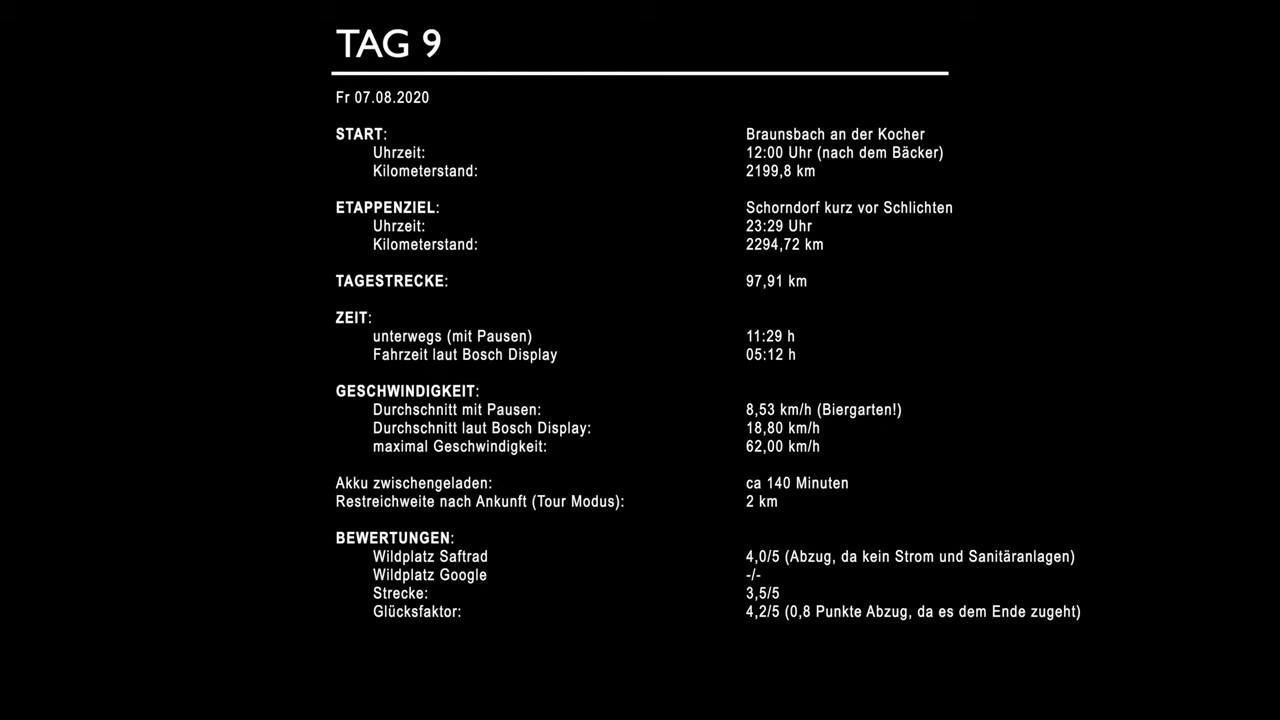 TAG 9
Fr 07.08.2020
START: Braunsbach an der Kocher
Uhrzeit: 12:00 Uhr (nach dem Bäcker)
Kilometerstand: 2199,8 km
ETAPPENZIEL: Schorndorf kurz vor Schlichten
Uhrzeit: 23:29 Uhr
Kilometerstand: 2294,72 km
TAGESTRECKE: 97,91 km
ZEIT:
unterwegs (mit Pausen) 11:29 h
Fahrzeit laut Bosch Display 05:12 h
GESCHWINDIGKEIT:
Durchschnitt mit Pausen: 8,53 km/h (Biergarten!)
Durchschnitt laut Bosch Display: 18,80 km/h
maximal Geschwindigkeit: 62,00 km/h
Akku zwischengeladen: ca 140 Minuten
Restreichweite nach Ankunft (Tour Modus): 2 km
BEWERTUNGEN:
Wildplatz Saftrad 4,0/5 (Abzug, da kein Strom und Sanitäranlagen)
Wildplatz Google -/-
Strecke: 3,5/5
Glücksfaktor: 4,2/5 (0,8 Punkte Abzug, da es dem Ende zugeht)